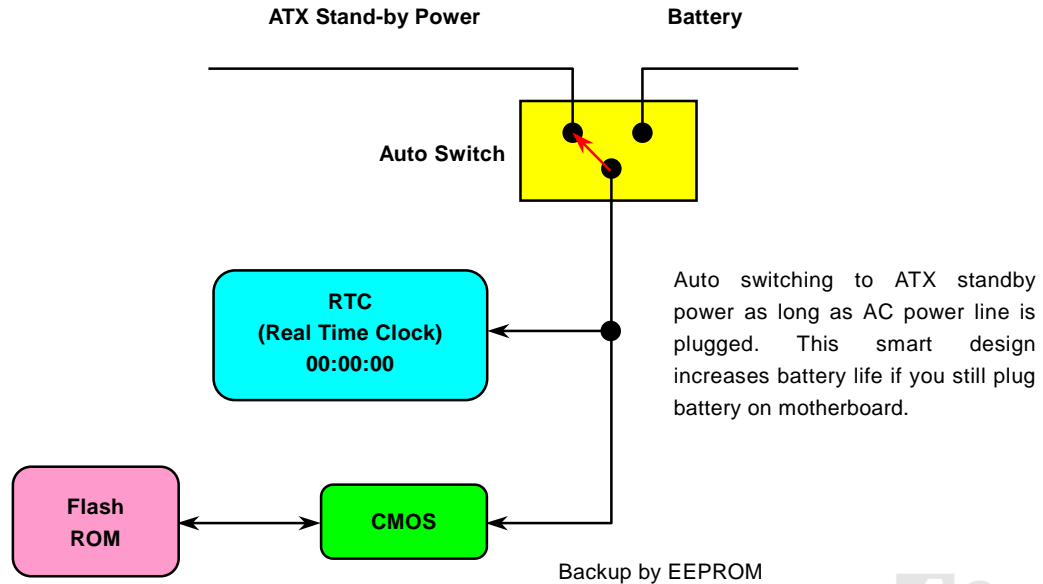 ATX Stand-by Power
Battery
Auto Switch
RTC
(Real Time Clock)
00:00:00
Auto switching to ATX standby
power as long as AC power line is
plugged. This smart design
increases battery life if you still plug
battery on motherboard.
Flash
ROM
CMOS
Backup by EEPROM